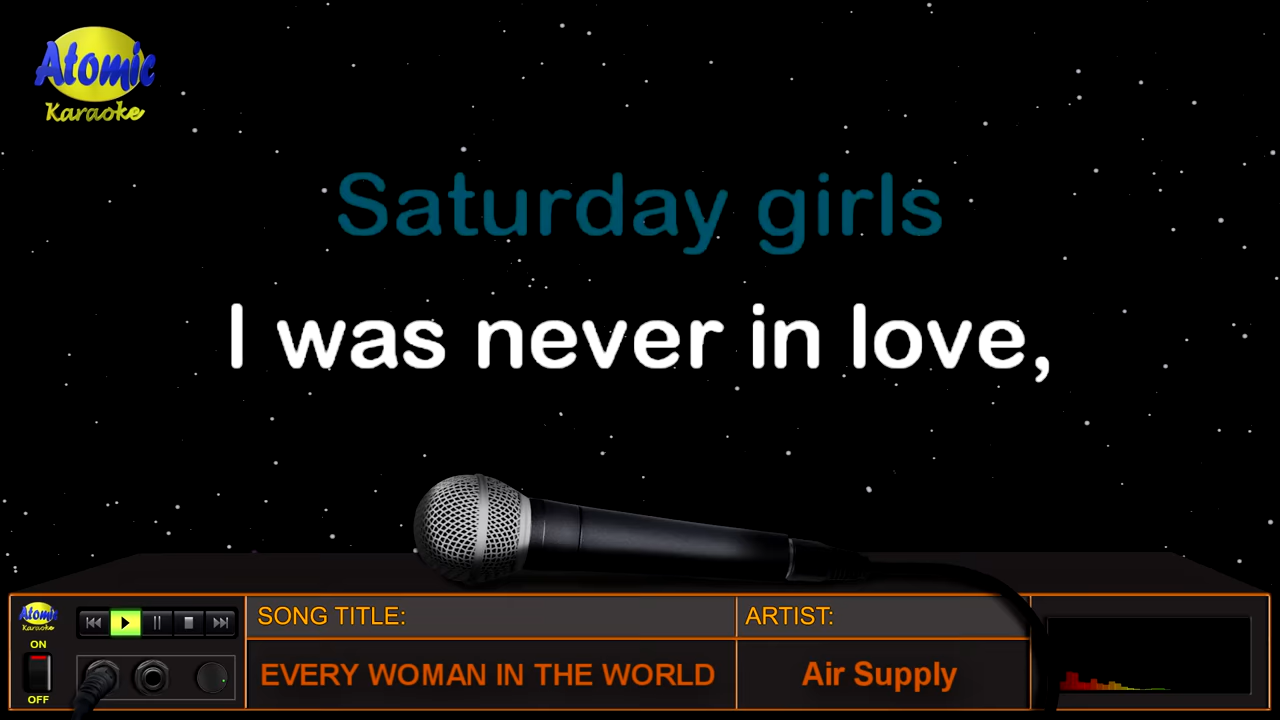 Atomic
Karaoke
Saturday girls
I was never in love,
Atomic
Karaoke
ON
OFF
SONG TITLE:
EVERY WOMAN IN THE WORLD
ARTIST:
Air Supply